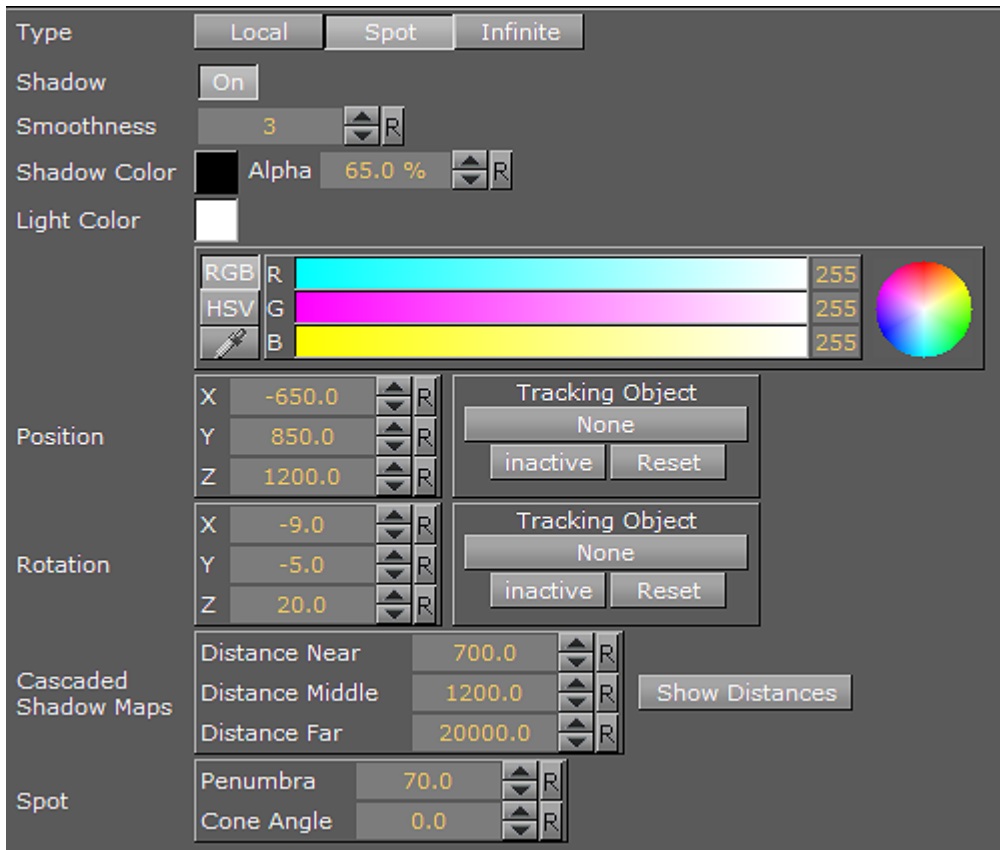 Type Local Spot Infinite
Shadow On
Smoothness 3 R
Shadow Color Alpha 65.0 % R
Light Color
RGB R 255
HSV G 255
B 255
Position
X -650.0 R
Y 850.0 R
Z 1200.0 R
Tracking Object
None
inactive Reset
Rotation
X -9.0 R
Y -5.0 R
Z 20.0 R
Tracking Object
None
inactive Reset
Cascaded
Shadow Maps
Distance Near 700.0 R
Distance Middle 1200.0 R
Distance Far 20000.0 R
Show Distances
Spot
Penumbra 70.0 R
Cone Angle 0.0 R